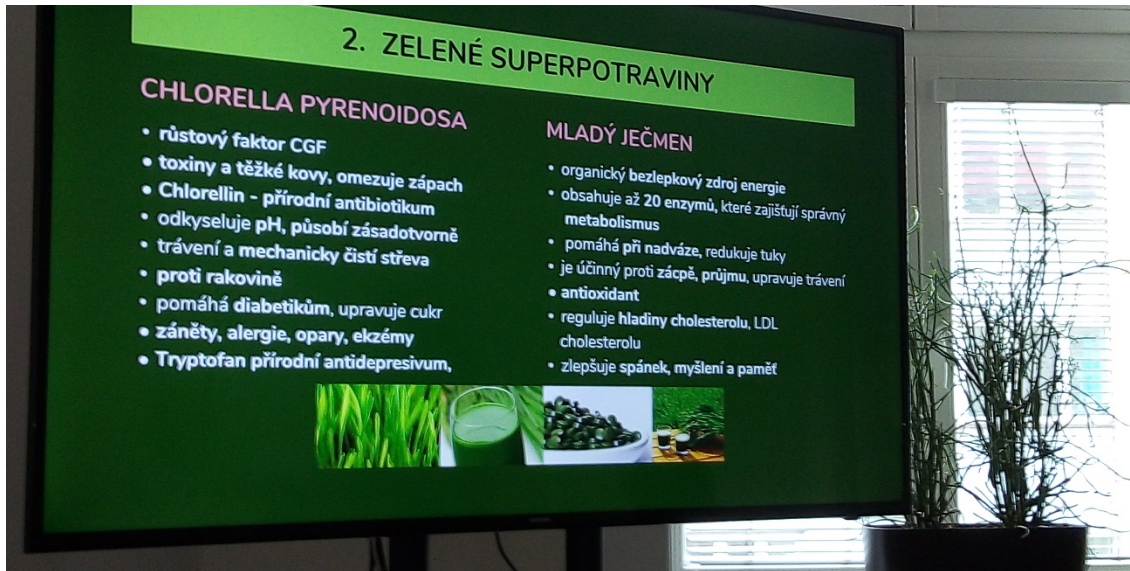 2. ZELENÉ SUPERPOTRAVINY
CHLORELLA PYRENOIDOSA
• růstový faktor CGF
• toxiny a těžké kovy, omezuje zápach
• Chlorellin - přírodní antibiotikum
• odkyseluje pH, působí zásadotvorně
• trávení a mechanicky čistí střeva
• proti rakovině
• pomáhá diabetikům, upravuje cukr
• záněty, alergie, opary, ekzémy
• Tryptofan přírodní antidepresivum,
MLADÝ JEČMEN
• organický bezlepkový zdroj energie
• obsahuje až 20 enzymů, které zajišťují správný
metabolismus
• pomáhá při nadváze, redukuje tuky
• je účinný proti zácpě, průjmu, upravuje trávení
• antioxidant
• reguluje hladiny cholesterolu, LDL
cholesterolu
• zlepšuje spánek, myšlení a paměť